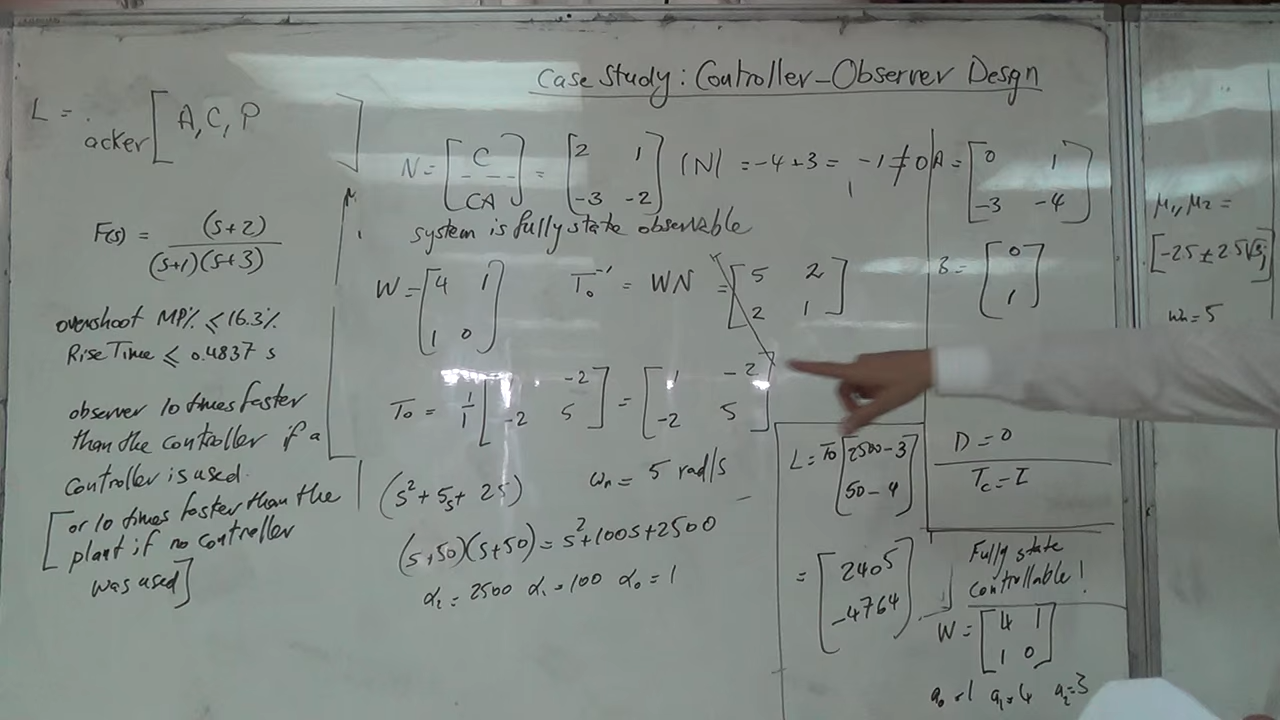 Case Study: Controller-Observer Design
L = acker [A, C, P]
F(s) = (s+2) / (s+1)(s+3)
overshoot MP% ≤ 16.3%
Rise Time ≤ 0.4837 s
observer 10 times faster
than the controller if a
controller is used.
[or 10 times faster than the
plant if no controller
was used]
N = [C / CA] = [2 1; -3 -2] |N| = -4+3 = -1 ≠ 0
system is fully state observable
W = [4 1; 1 0] To⁻¹ = WN = [5 2; 2 1]
To = 1/1 [ -2; -2 5] = [1 -2; -2 5]
(s² + 5s + 25) ωn = 5 rad/s
(s+50)(s+50) = s² + 100s + 2500
α2 = 2500 α1 = 100 α0 = 1
L = To [2500-3; 50-4]
= [2405; -4764]
A = [0 1; -3 -4]
B = [0; 1]
D = 0
Tc = I
Fully state
controllable!
W = [4 1; 1 0]
a0 = 1 a1 = 4 a2 = 3
μ1, μ2 =
ωn = 5